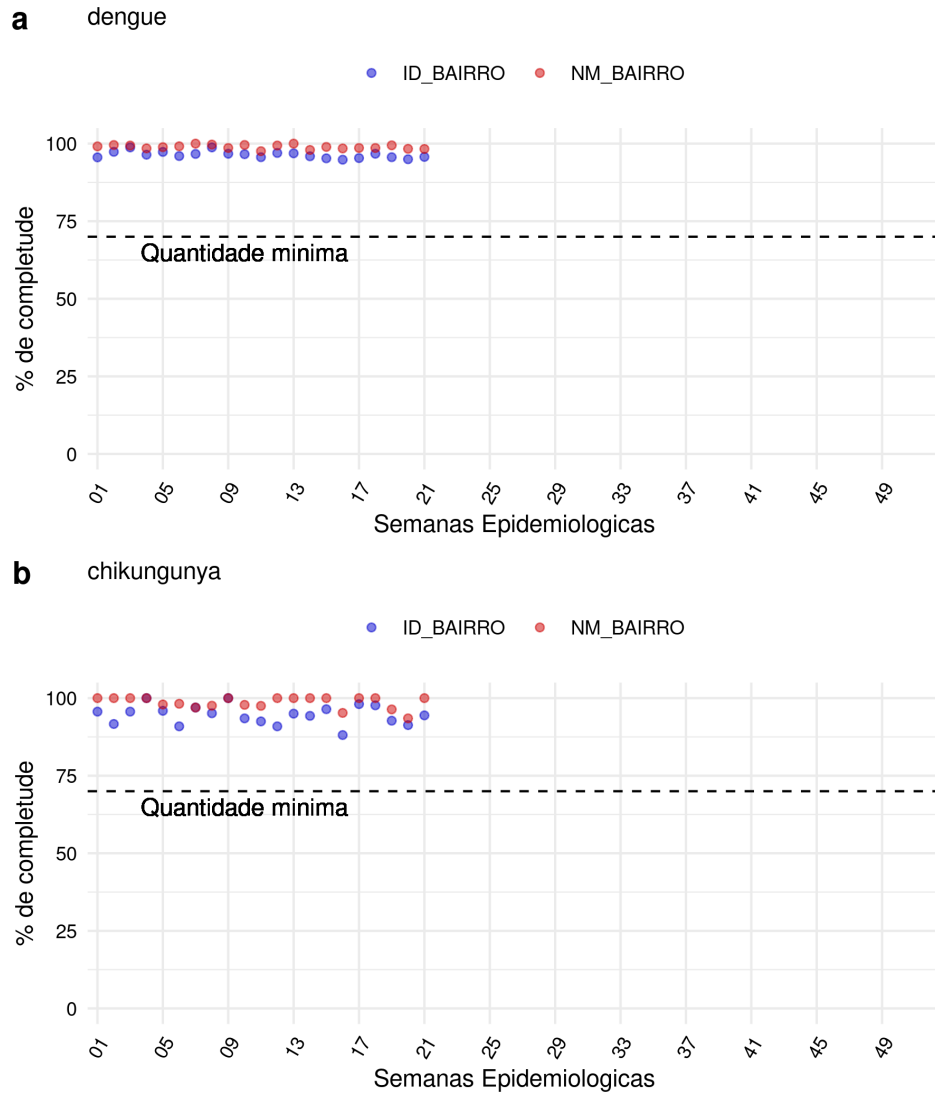 a dengue
ID_BAIRRO NM_BAIRRO
100
75
Quantidade minima
50
25
0
% de completude
01 05 09 13 17 21 25 29 33 37 41 45 49
Semanas Epidemiologicas
b chikungunya
ID_BAIRRO NM_BAIRRO
100
75
Quantidade minima
50
25
0
% de completude
01 05 09 13 17 21 25 29 33 37 41 45 49
Semanas Epidemiologicas